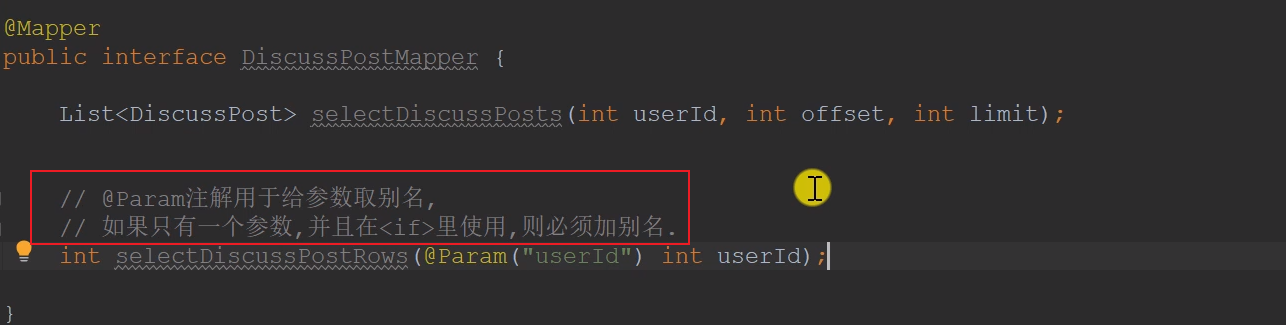 @Mapper
public interface DiscussPostMapper {
List<DiscussPost> selectDiscussPosts(int userId, int offset, int limit);
// @Param注解用于给参数取别名,
// 如果只有一个参数,并且在<if>里使用,则必须加别名.
int selectDiscussPostRows(@Param("userId") int userId);
}